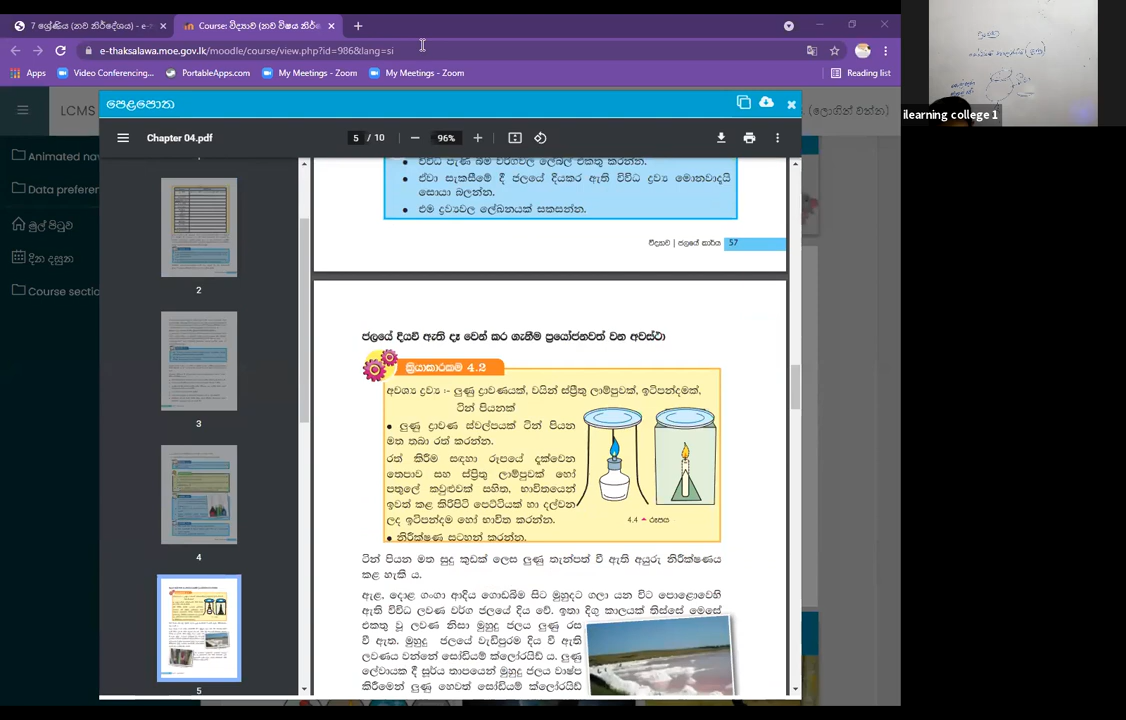 7 ශ්‍රේණිය (නව නිර්දේශය) - e-
Course: විද්‍යාව (නව විෂය නිර්
e-thaksalawa.moe.gov.lk/moodle/course/view.php?id=986&lang=si
Apps
Video Conferencing...
PortableApps.com
My Meetings - Zoom
My Meetings - Zoom
Reading list
ilearning college 1
LCMS
(ලොගින් වන්න)
පෙළපොත
Animated nav
Data preferen
මුල් පිටුව
දින දසුන
Course section
Chapter 04.pdf
5 / 10
96%
2
3
4
5
විවිධ පැණි බීම වර්ගවල ලේබල් එකතු කරන්න.
ඒවා සැකසීමේ දී ජලයේ දියකර ඇති විවිධ ද්‍රව්‍ය මොනවාදැයි
සොයා බලන්න.
එම ද්‍රව්‍යවල ලේඛනයක් සකසන්න.
විද්‍යාව | ජලයේ කාර්ය 57
ජලයේ දියවී ඇති දෑ වෙන් කර ගැනීම ප්‍රයෝජනවත් වන අවස්ථා
ක්‍රියාකාරකම 4.2
අවශ්‍ය ද්‍රව්‍ය :- ලුණු ද්‍රාවණයක්, වයින් ස්ප්‍රීතු ලාම්පුවක්, ඉටිපන්දමක්,
ටින් පියනක්
● ලුණු ද්‍රාවණ ස්වල්පයක් ටින් පියන
මත තබා රත් කරන්න.
රත් කිරීම සඳහා රූපයේ දක්වෙන
තෙපාව සහ ස්ප්‍රිතු ලාම්පුවක් හෝ
පතුලේ කවුළුවක් සහිත, භාවිතයෙන්
ඉවත් කළ කිරිපිටි පෙට්ටියක් හා දල්වන
ලද ඉටිපන්දම හෝ භාවිත කරන්න.
● නිරීක්ෂණ සටහන් කරන්න.
4.4 රූපය
ටින් පියන මත සුදු කුඩක් ලෙස ලුණු තැන්පත් වී ඇති අයුරු නිරීක්ෂණය
කළ හැකි ය.
ඇළ, දොළ ගංගා ආදිය ගොඩබිම සිට මුහුදට ගලා යන විට පොළොවෙහි
ඇති විවිධ ලවණ වර්ග ජලයේ දිය වේ. ඉතා දිගු කාලයක් තිස්සේ මෙසේ
එකතු වූ ලවණ නිසා මුහුදු ජලය ලුණු රස
වී ඇත. මුහුදු ජලයේ වැඩිපුරම දිය වී ඇති
ලවණය වන්නේ සෝඩියම් ක්ලෝරයිඩ් ය. ලුණු
ලේවායක දී සූර්ය තාපයෙන් මුහුදු ජලය වාෂ්ප
කිරීමෙන් ලුණු හෙවත් සෝඩියම් ක්ලෝරයිඩ්